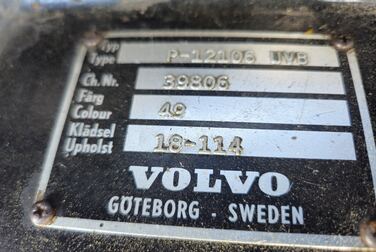 Typ
Type P-12106 UVB
Ch. Nr. 39806
Färg
Colour 49
Klädsel
Upholst 18-114
VOLVO
GÖTEBORG · SWEDEN